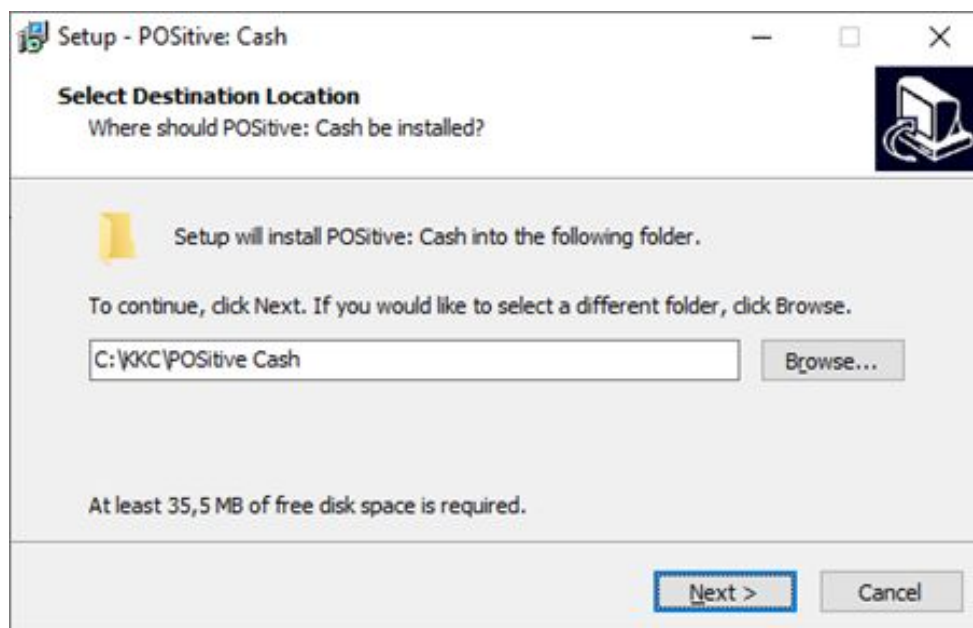 Setup - POSitive: Cash
Select Destination Location
Where should POSitive: Cash be installed?
Setup will install POSitive: Cash into the following folder.
To continue, click Next. If you would like to select a different folder, click Browse.
C:\KKC\POSitive Cash
Browse...
At least 35,5 MB of free disk space is required.
Next >
Cancel